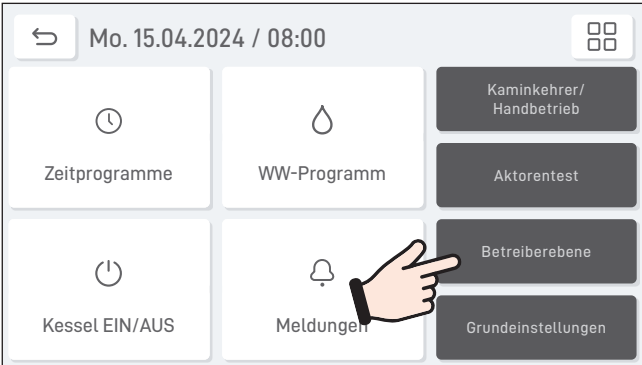 Mo. 15.04.2024 / 08:00
Zeitprogramme
WW-Programm
Kessel EIN/AUS
Meldungen
Kaminkehrer/
Handbetrieb
Aktorentest
Betreiberebene
Grundeinstellungen